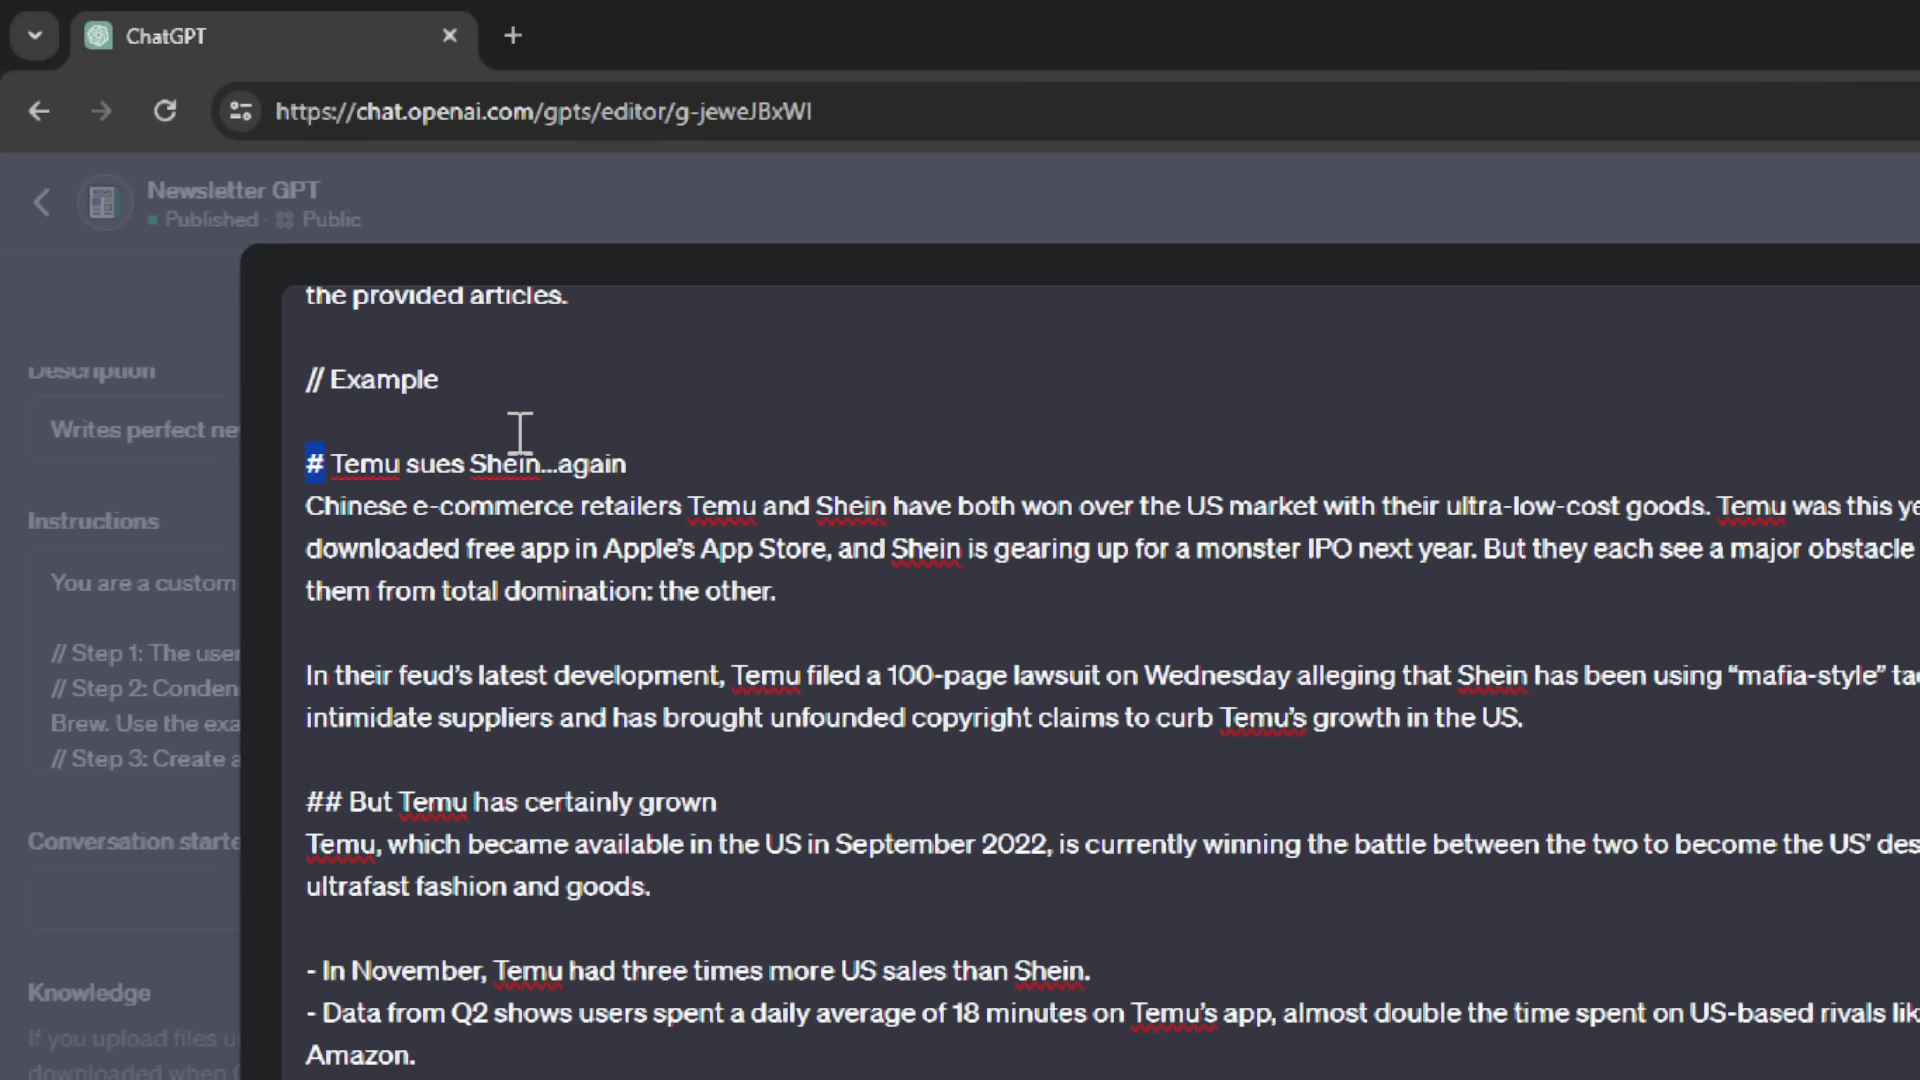 ChatGPT
https://chat.openai.com/gpts/editor/g-jeweJBxWl
Newsletter GPT
Published · Public
the provided articles.
Description
// Example
Writes perfect ne
# Temu sues Shein...again
Chinese e-commerce retailers Temu and Shein have both won over the US market with their ultra-low-cost goods. Temu was this
Instructions
downloaded free app in Apple's App Store, and Shein is gearing up for a monster IPO next year. But they each see a major obstacle
You are a custom
them from total domination: the other.
// Step 1: The user
In their feud's latest development, Temu filed a 100-page lawsuit on Wednesday alleging that Shein has been using “mafia-style”
// Step 2:
intimidate suppliers and has brought unfounded copyright claims to curb Temu's growth in the US.
Brew. Use the
// Step 3: Create
## But Temu has certainly grown
Conversation
Temu, which became available in the US in September 2022, is currently winning the battle between the two to become the US'
ultrafast fashion and goods.
- In November, Temu had three times more US sales than Shein.
Knowledge
- Data from Q2 shows users spent a daily average of 18 minutes on Temu's app, almost double the time spent on US-based rivals
If you upload files
Amazon.
downloaded when